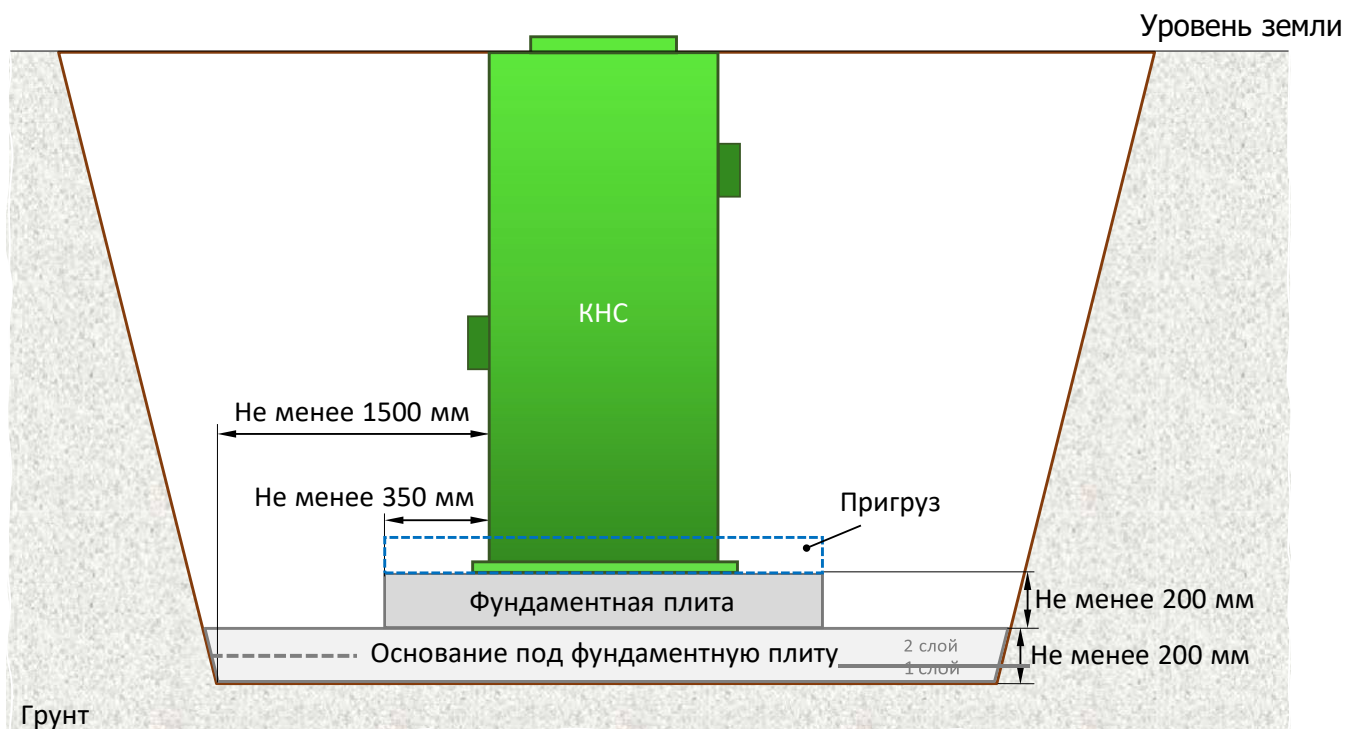 Уровень земли
КНС
Не менее 1500 мм
Не менее 350 мм
Пригруз
Фундаментная плита
Не менее 200 мм
Основание под фундаментную плиту
2 слой
1 слой
Не менее 200 мм
Грунт